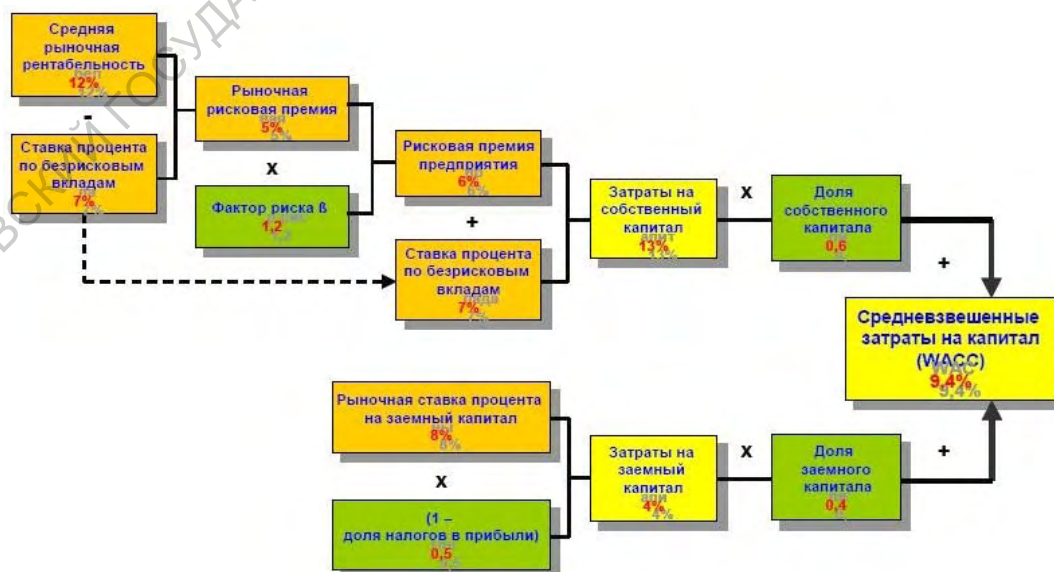 ВСКИЙ ГОСУДА
Средняя
рыночная
рентабельность
12%
-
Ставка процента
по безрисковым
вкладам
7%
Рыночная
рисковая премия
5%
X
Фактор риска ß
1,2
Рисковая премия
предприятия
6%
+
Ставка процента
по безрисковым
вкладам
7%
Затраты на
собственный
капитал
13%
X
Доля
собственного
капитала
0,6
+
Средневзвешенные
затраты на капитал
(WACC)
9,4%
Рыночная ставка процента
на заемный капитал
8%
X
(1 –
доля налогов в прибыли)
0,5
Затраты на
заемный
капитал
4%
X
Доля
заемного
капитала
0,4
+